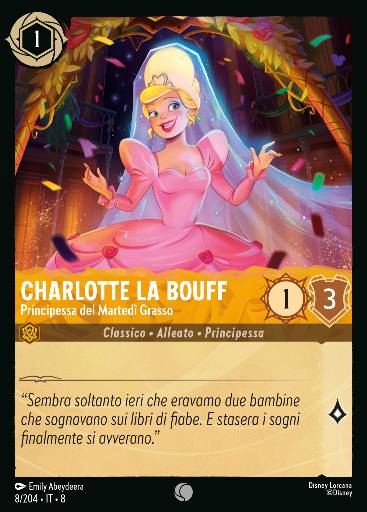 1
CHARLOTTE LA BOUFF
Principessa del Martedì Grasso
1
3
Classico • Alleato • Principessa
“Sembra soltanto ieri che eravamo due bambine
che sognavano sui libri di fiabe. E stasera i sogni
finalmente si avverano.”
Emily Abeydeera
8/204 • IT • 8
Disney Lorcana
©Disney